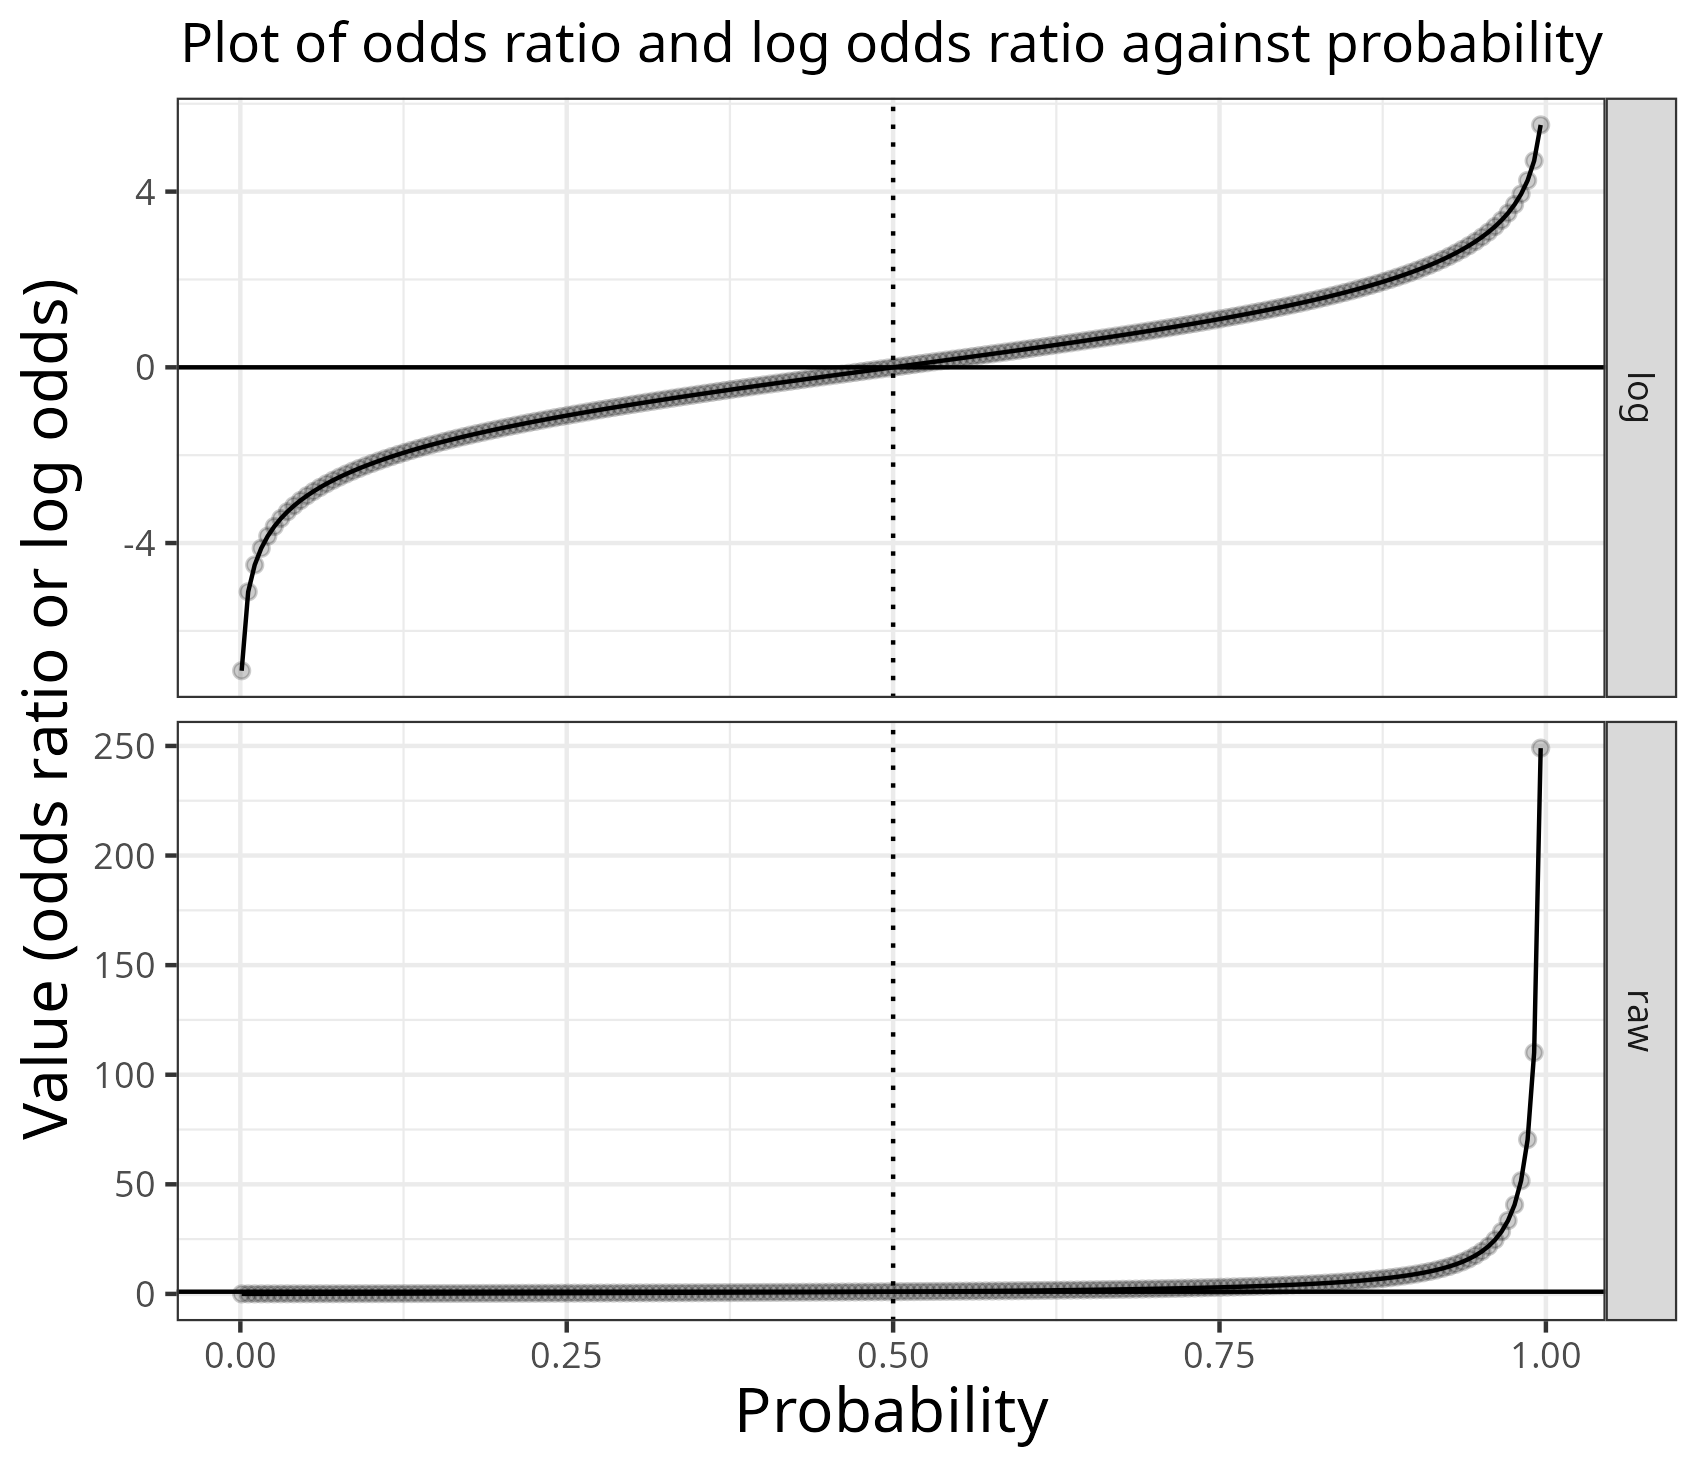 Plot of odds ratio and log odds ratio against probability
Value (odds ratio or log odds)
4
0
-4
log
250
200
150
100
50
0
raw
0.00 0.25 0.50 0.75 1.00
Probability